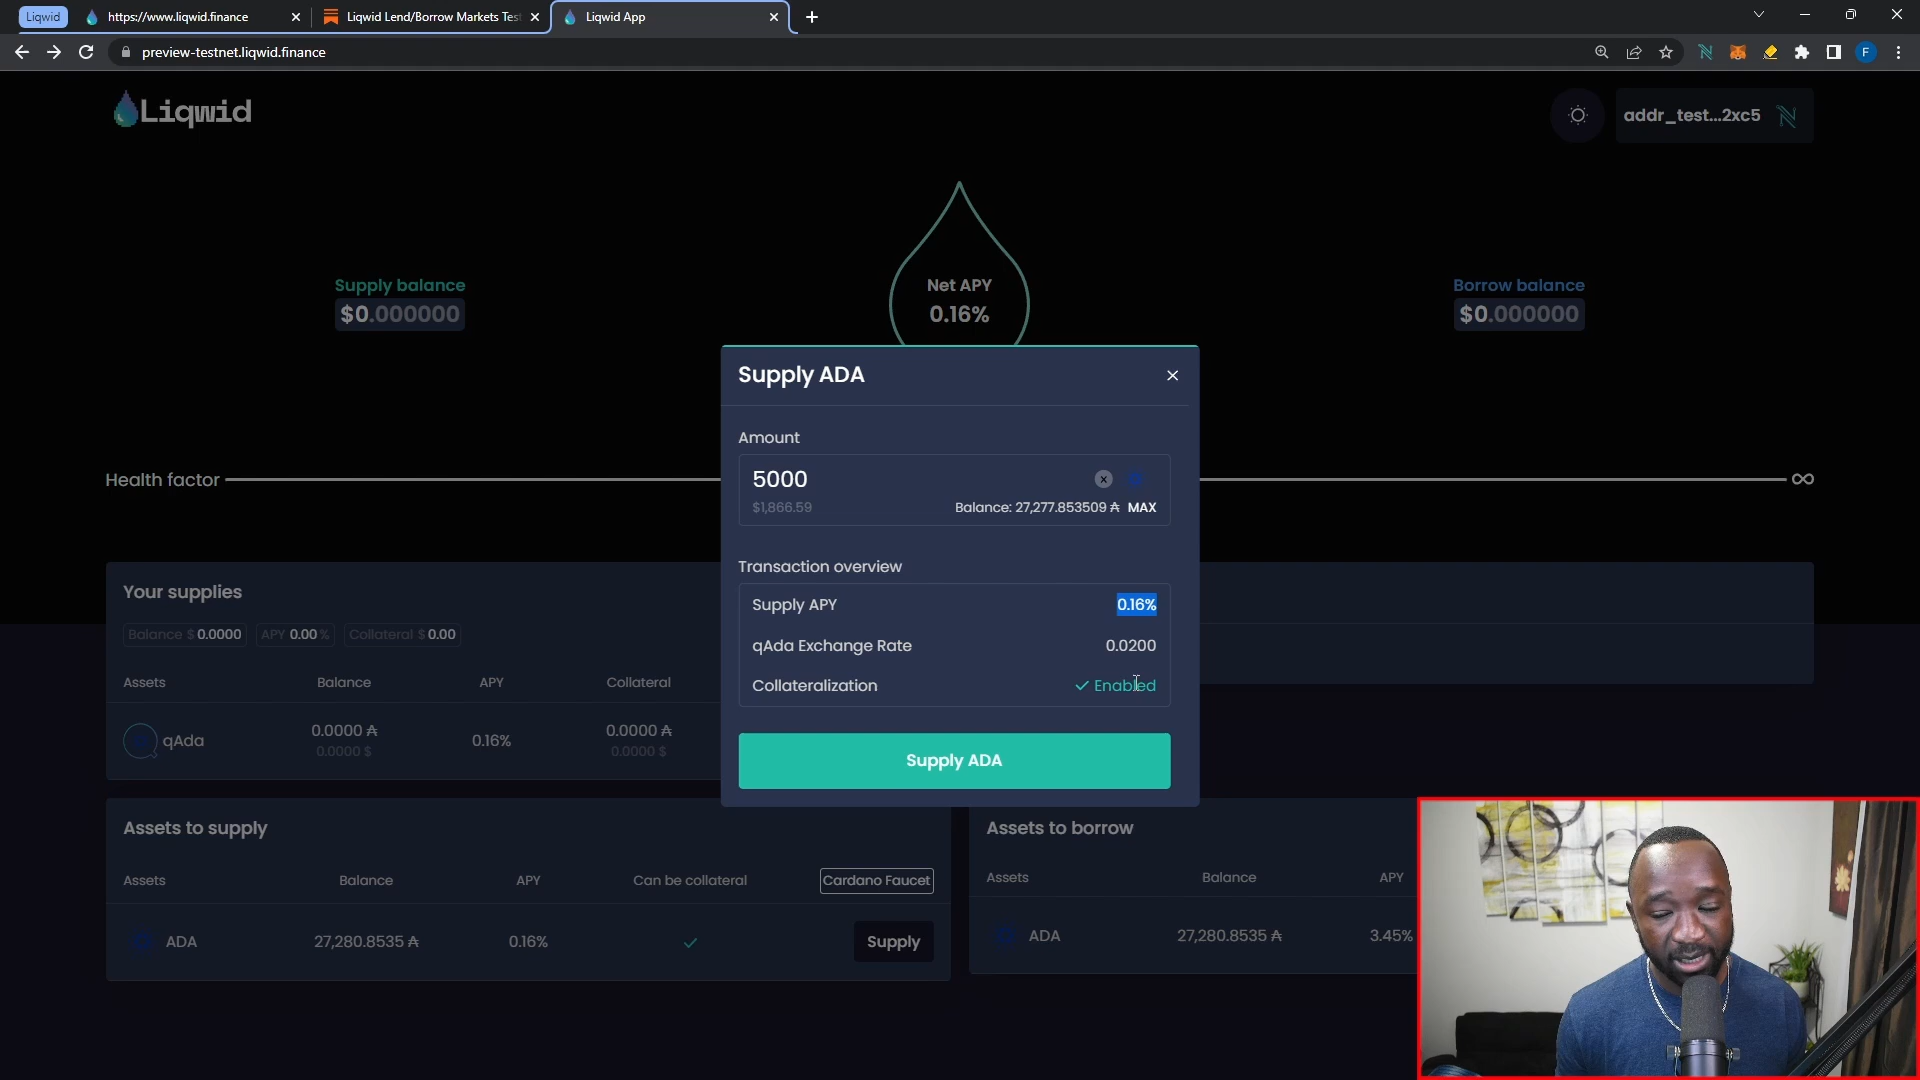 Liqwid
https://www.liqwid.finance
Liqwid Lend/Borrow Markets Tes
Liqwid App
preview-testnet.liqwid.finance
F
Liqwid
addr_test...2xc5
Supply balance
$0.000000
Net APY
0.16%
Borrow balance
$0.000000
Supply ADA
Amount
5000
$1,866.59
Balance: 27,277.853509 ₳ MAX
Health factor
∞
Transaction overview
Supply APY 0.16%
qAda Exchange Rate 0.0200
Collateralization Enabled
Supply ADA
Your supplies
Balance $ 0.0000 APY 0.00 % Collateral $ 0.00
Assets Balance APY Collateral
qAda 0.0000 ₳ 0.16% 0.0000 ₳
0.0000 $ 0.0000 $
Assets to supply
Assets Balance APY Can be collateral Cardano Faucet
ADA 27,280.8535 ₳ 0.16% Supply
Assets to borrow
Assets Balance APY
ADA 27,280.8535 ₳ 3.45%